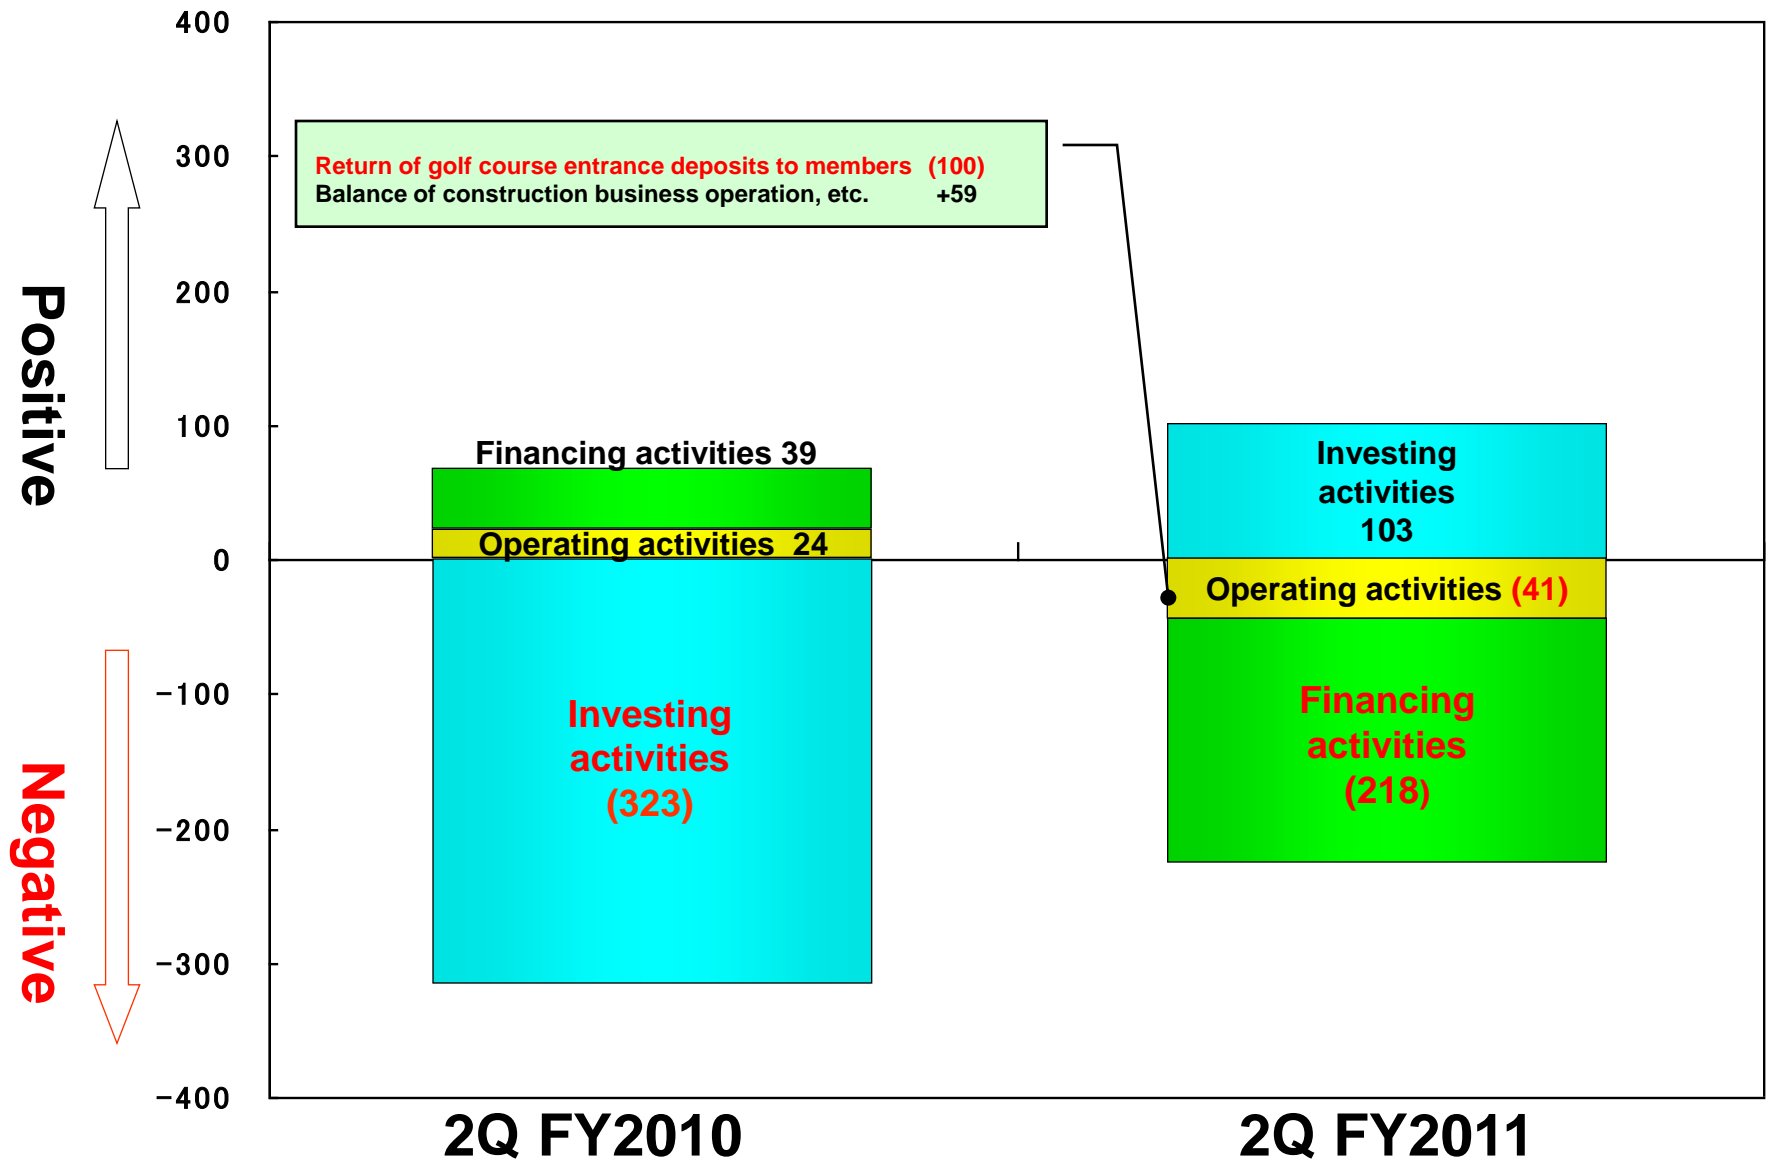 400
300
200
100
0
-100
-200
-300
-400
Positive
Negative
Return of golf course entrance deposits to members (100)
Balance of construction business operation, etc. +59
Financing activities 39
Operating activities 24
Investing
activities
(323)
Investing
activities
103
Operating activities (41)
Financing
activities
(218)
2Q FY2010
2Q FY2011